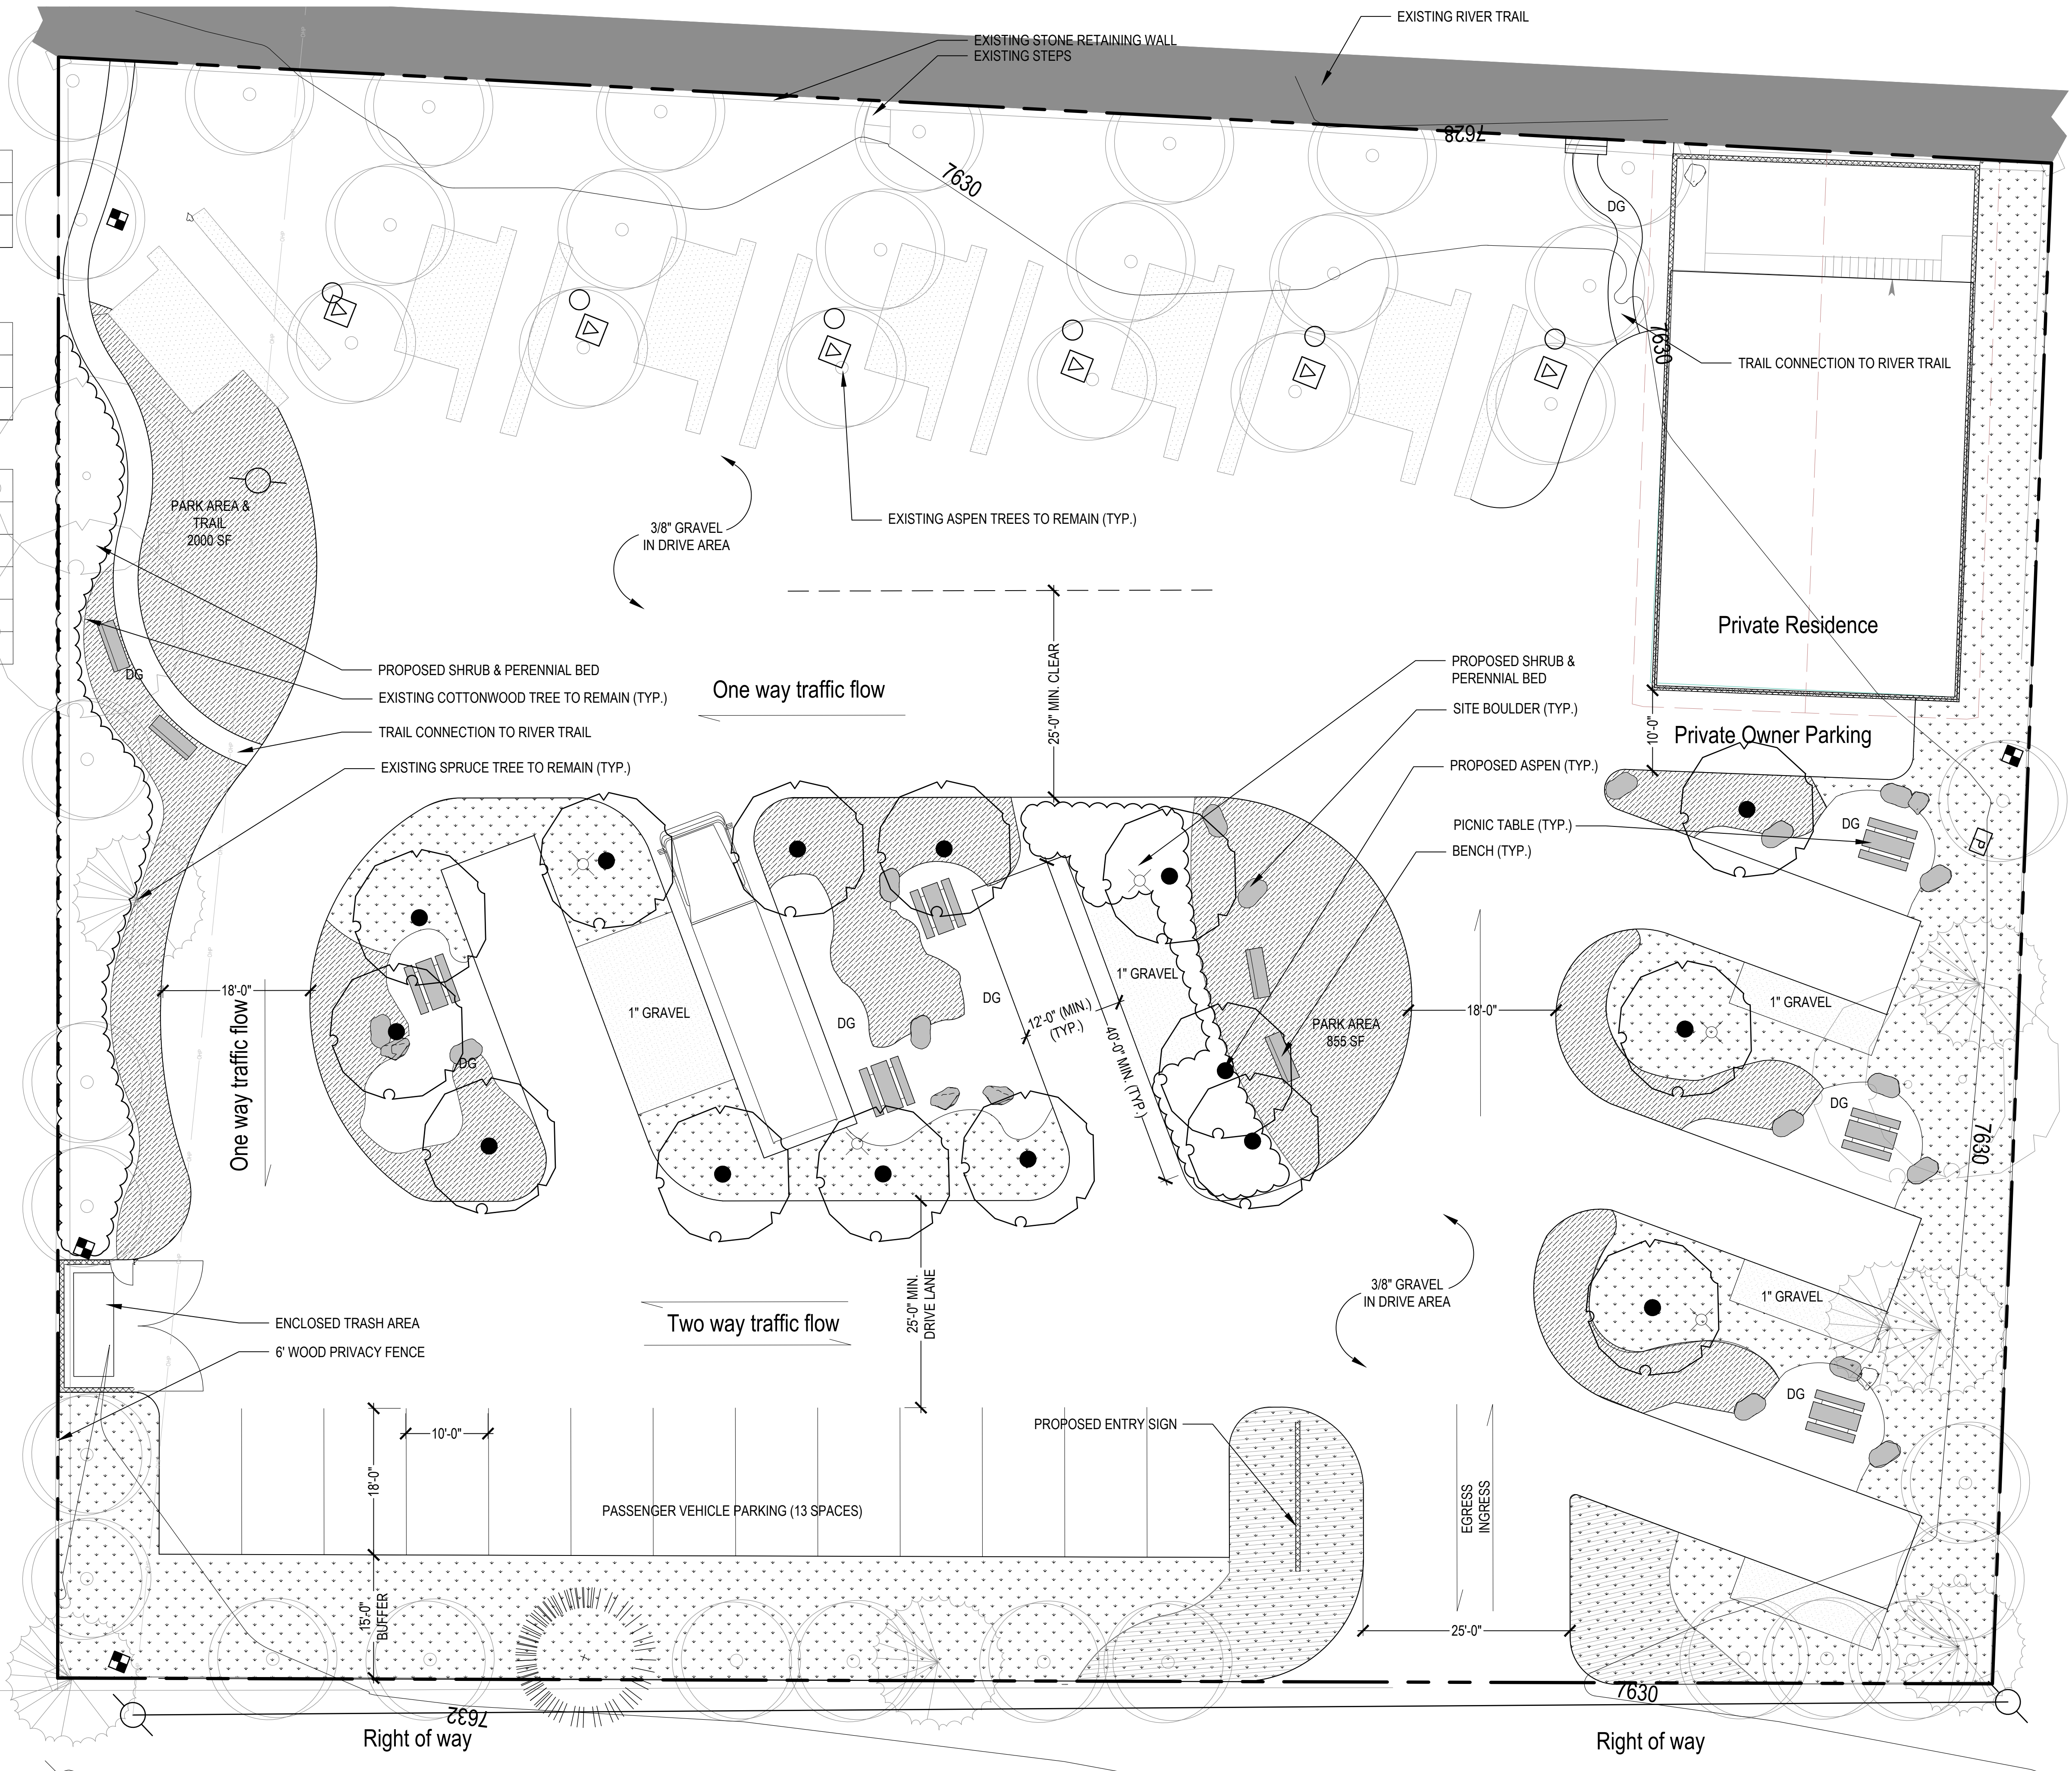 EXISTING RIVER TRAIL
EXISTING STONE RETAINING WALL
EXISTING STEPS
7628
7630
DG
7630
TRAIL CONNECTION TO RIVER TRAIL
PARK AREA &
TRAIL
2000 SF
3/8" GRAVEL
IN DRIVE AREA
EXISTING ASPEN TREES TO REMAIN (TYP.)
Private Residence
10'-0"
Private Owner Parking
DG
PROPOSED SHRUB & PERENNIAL BED
EXISTING COTTONWOOD TREE TO REMAIN (TYP.)
TRAIL CONNECTION TO RIVER TRAIL
EXISTING SPRUCE TREE TO REMAIN (TYP.)
One way traffic flow
25'-0" MIN. CLEAR
PROPOSED SHRUB &
PERENNIAL BED
SITE BOULDER (TYP.)
PROPOSED ASPEN (TYP.)
PICNIC TABLE (TYP.)
BENCH (TYP.)
DG
P
18'-0"
One way traffic flow
DG
1" GRAVEL
DG
DG
12'-0" (MIN.)
(TYP.)
40'-0" MIN. (TYP.)
1" GRAVEL
PARK AREA
855 SF
18'-0"
1" GRAVEL
DG
7630
Two way traffic flow
25'-0" MIN.
DRIVE LANE
3/8" GRAVEL
IN DRIVE AREA
1" GRAVEL
DG
ENCLOSED TRASH AREA
6' WOOD PRIVACY FENCE
10'-0"
18'-0"
PASSENGER VEHICLE PARKING (13 SPACES)
PROPOSED ENTRY SIGN
EGRESS
INGRESS
15'-0"
BUFFER
25'-0"
7632
7630
Right of way
Right of way